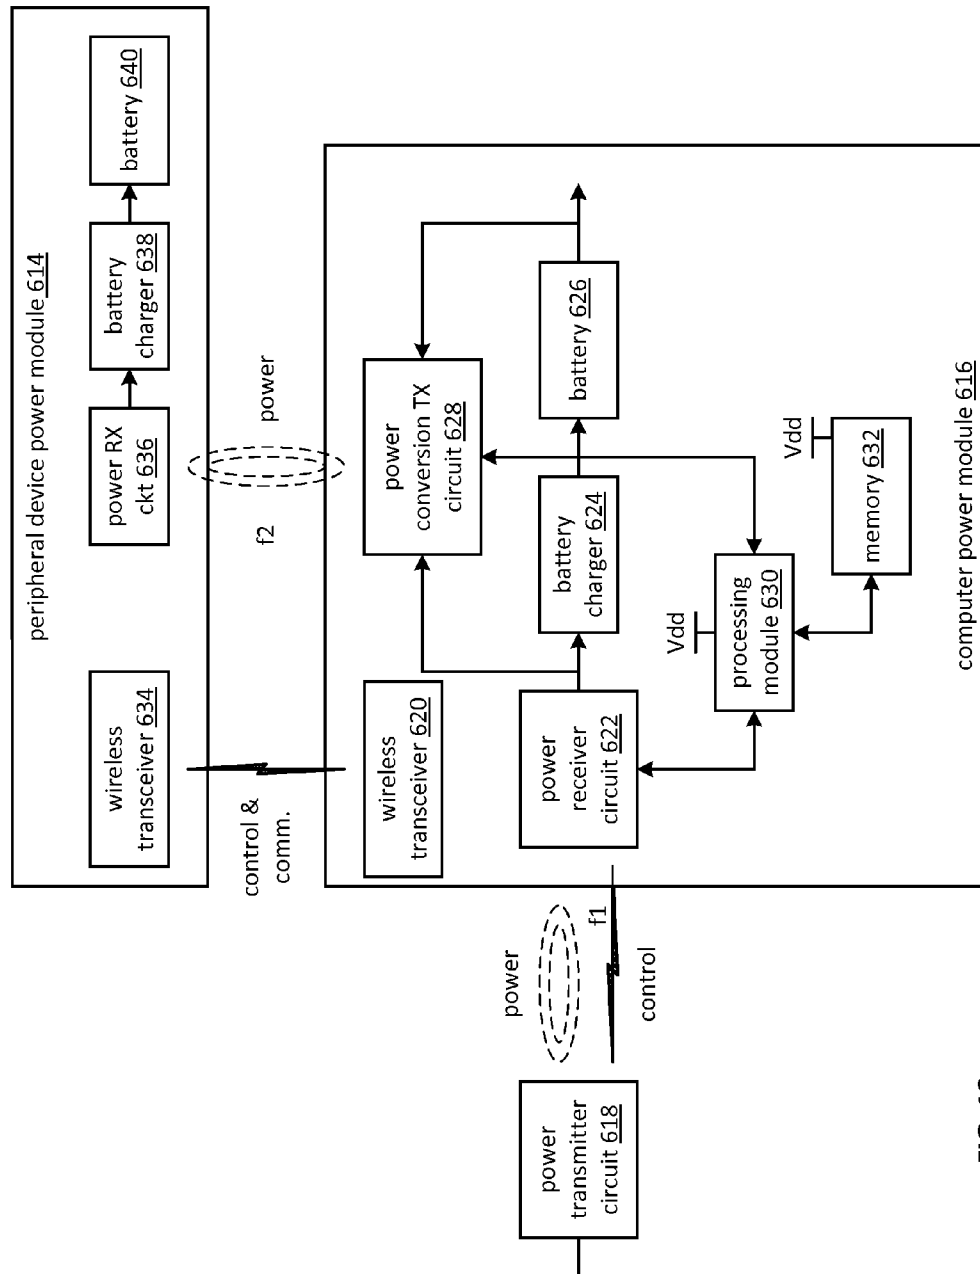 peripheral device power module 614
wireless
transceiver 634
power RX
ckt 636
battery
charger 638
battery 640
control &
comm.
f2
power
wireless
transceiver 620
power
conversion TX
circuit 628
power
f1
control
power
transmitter
circuit 618
power
receiver
circuit 622
battery
charger 624
battery 626
Vdd
processing
module 630
Vdd
memory 632
computer power module 616